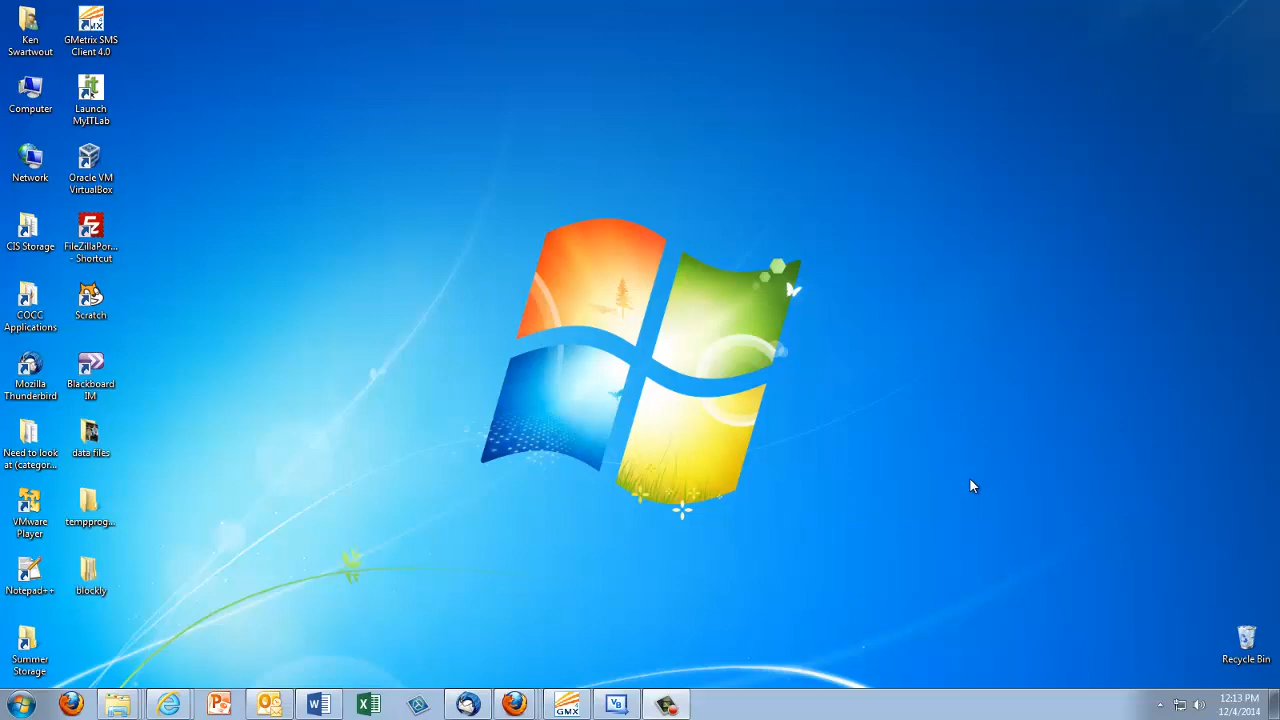 Ken
Swartwout
GMetrix SMS
Client 4.0
Computer
Launch
MyITLab
Network
Oracle VM
VirtualBox
CIS Storage
FileZillaPor...
- Shortcut
COCC
Applications
Scratch
Mozilla
Thunderbird
Blackboard
IM
Need to look
at (categor...
data files
VMware
Player
tempprog...
Notepad++
blockly
Summer
Storage
Recycle Bin
GMX
VB
12:13 PM
12/4/2014